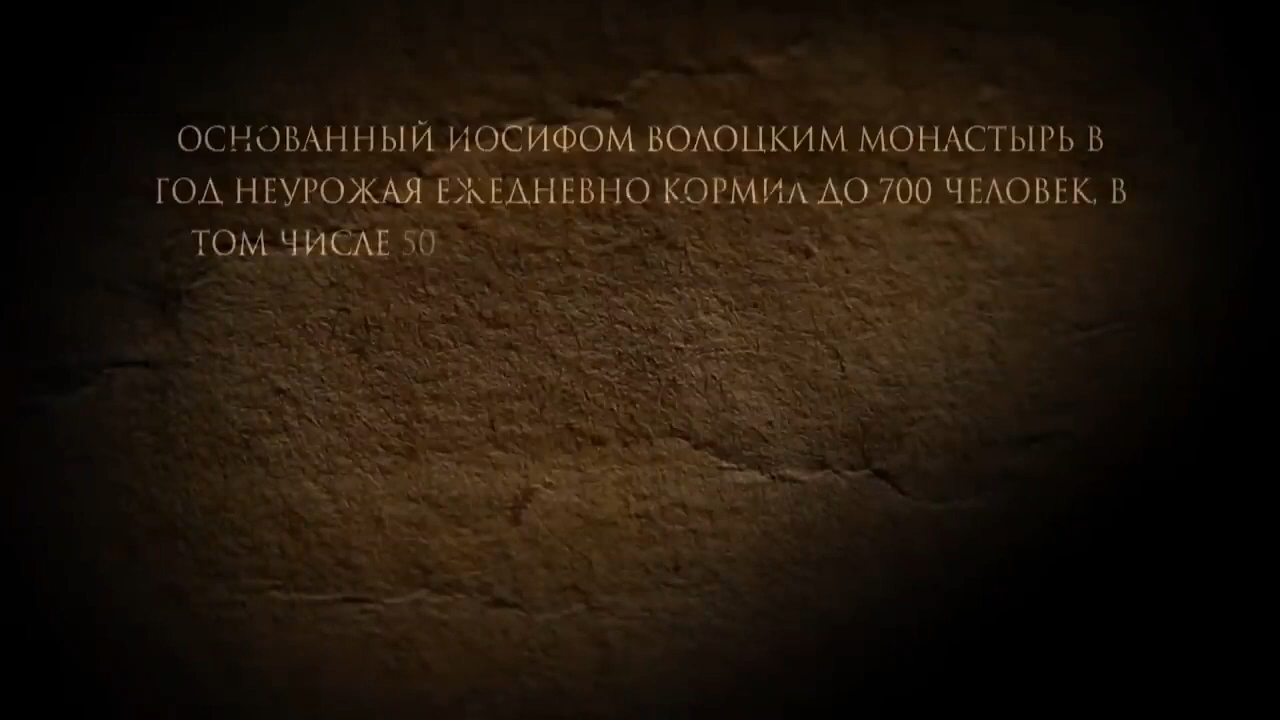 ОСНОВАННЫЙ ИОСИФОМ ВОЛОЦКИМ МОНАСТЫРЬ В
ГОД НЕУРОЖАЯ ЕЖЕДНЕВНО КОРМИЛ ДО 700 ЧЕЛОВЕК, В
ТОМ ЧИСЛЕ 50